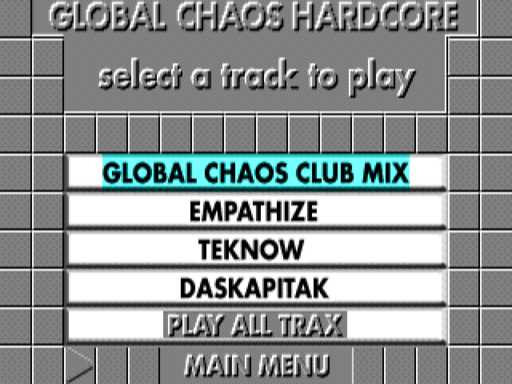 GLOBAL CHAOS HARDCORE
select a track to play
GLOBAL CHAOS CLUB MIX
EMPATHIZE
TEKNOW
DASKAPITAK
PLAY ALL TRAX
MAIN MENU